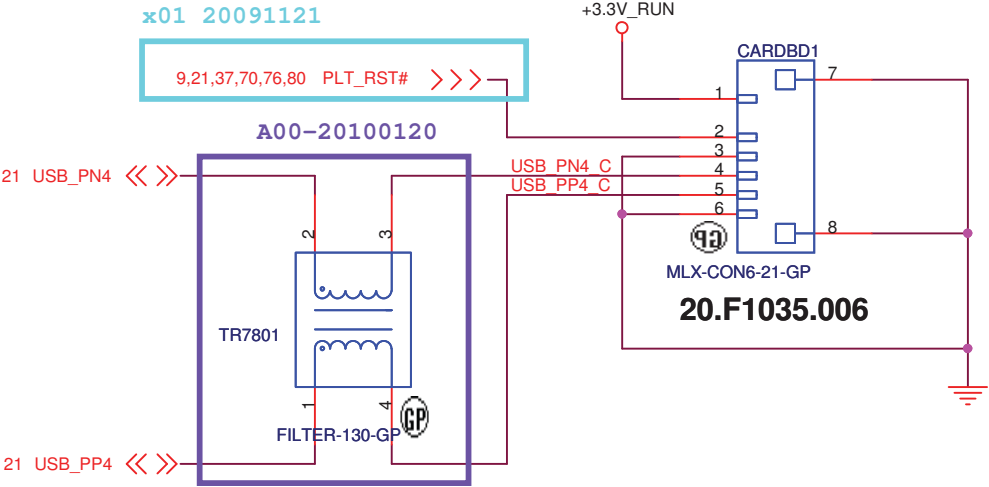 x01 20091121
+3.3V_RUN
9,21,37,70,76,80 PLT_RST#
CARDBD1
7
1
A00-20100120
2
3
21 USB_PN4
USB_PN4_C
4
USB_PP4_C
5
6
2
3
8
GP
MLX-CON6-21-GP
20.F1035.006
TR7801
1
4
GP
FILTER-130-GP
21 USB_PP4